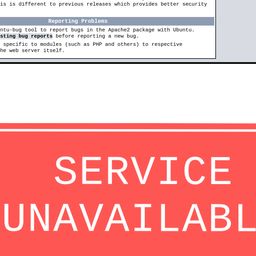 is is different to previous releases which provides better security
Reporting Problems
ntu-bug tool to report bugs in the Apache2 package with Ubuntu.
sting bug reports before reporting a new bug.
specific to modules (such as PHP and others) to respective
he web server itself.
SERVICE
UNAVAILABL